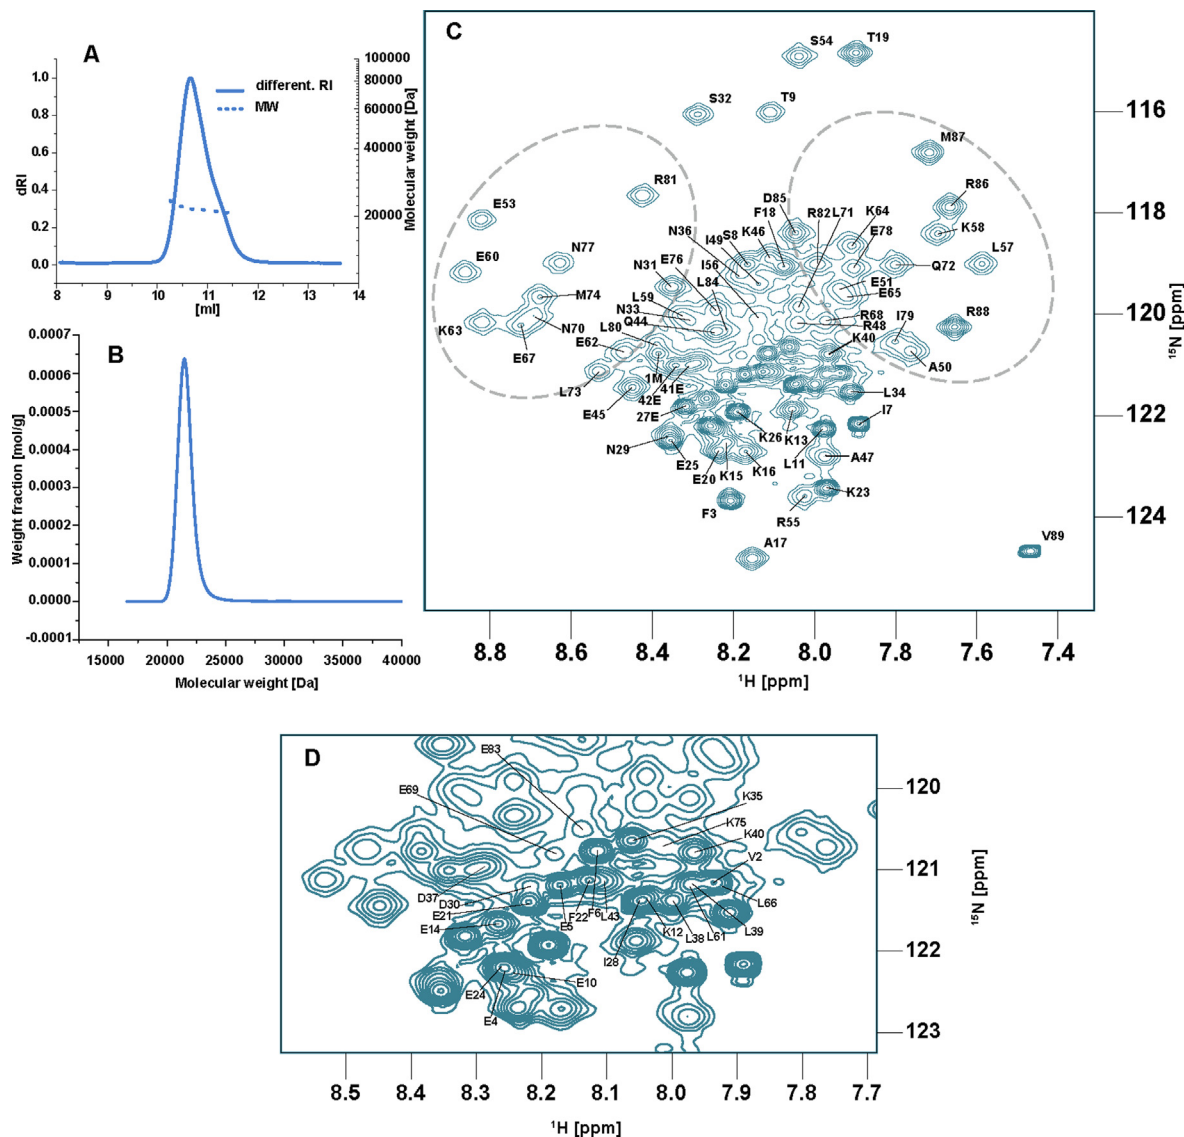 A
different. RI
MW
dRI
1.0
0.8
0.6
0.4
0.2
0.0
8
9
10
11
12
13
14
[ml]
100000
80000
60000
40000
20000
Molecular weight [Da]
B
Weight fraction [mol/g]
0.0007
0.0006
0.0005
0.0004
0.0003
0.0002
0.0001
0.0000
-0.0001
15000
20000
25000
30000
35000
40000
Molecular weight [Da]
C
S54
T19
S32
T9
M87
R81
R86
E53
D85
R82
L71
K64
F18
E78
K58
N36
S8
K46
I49
L57
E60
N77
E76
I56
Q72
N31
L84
E51
M74
L59
E65
N33
R68
I79
R88
K63
N70
Q44
R48
L80
K40
E67
E62
A50
1M
L73
41E
42E
L34
E45
27E
I7
K26
K13
N29
L11
A47
E25
K15
K16
E20
K23
F3
R55
A17
V89
116
118
120
122
124
15N [ppm]
8.8
8.6
8.4
8.2
8.0
7.8
7.6
7.4
1H [ppm]
D
E83
E69
K35
K75
K40
V2
D37
D30
L66
E21
F22
F6
L43
E5
K12
L38
L61
L39
E14
I28
E10
E24
E4
120
121
122
123
15N [ppm]
8.5
8.4
8.3
8.2
8.1
8.0
7.9
7.8
7.7
1H [ppm]